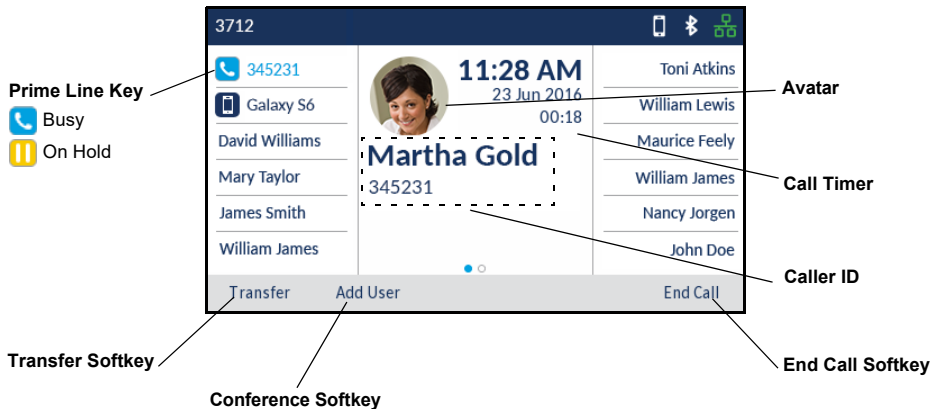 3712
Prime Line Key
Busy
On Hold
345231
Galaxy S6
David Williams
Mary Taylor
James Smith
William James
11:28 AM
23 Jun 2016
00:18
Martha Gold
345231
Toni Atkins
William Lewis
Maurice Feely
William James
Nancy Jorgen
John Doe
Transfer
Add User
End Call
Avatar
Call Timer
Caller ID
Transfer Softkey
Conference Softkey
End Call Softkey